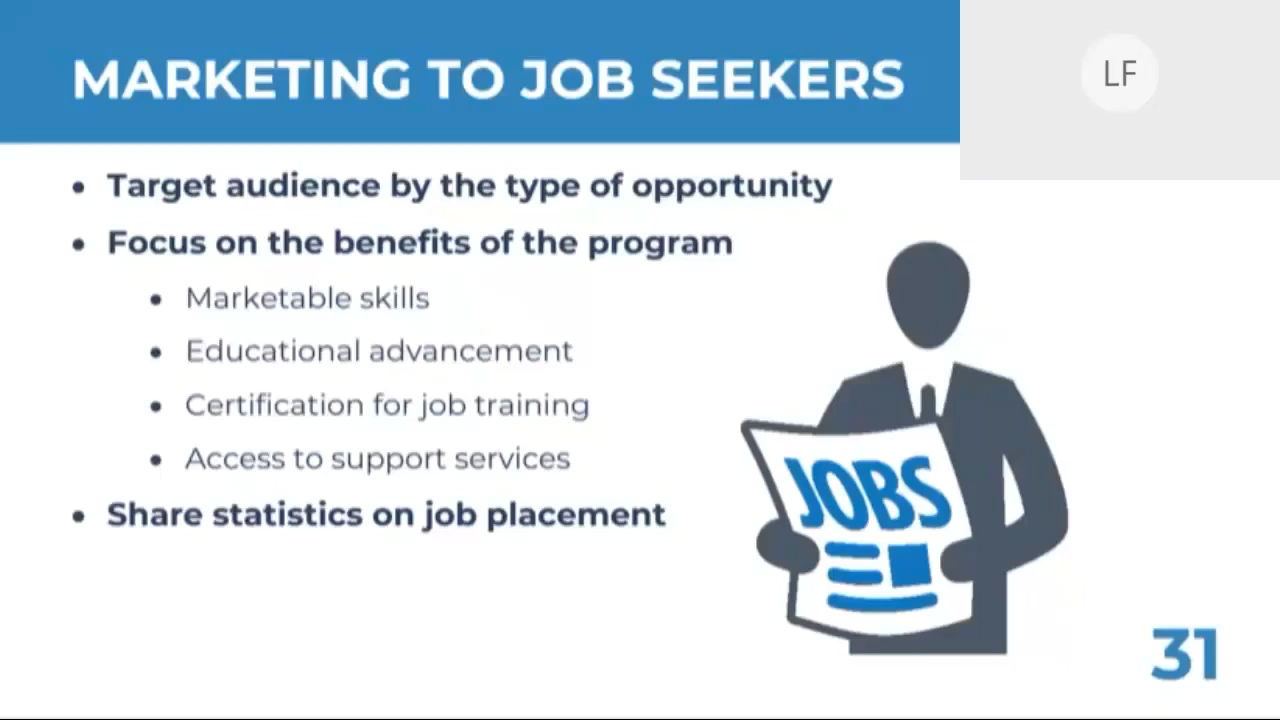 MARKETING TO JOB SEEKERS
LF
• Target audience by the type of opportunity
• Focus on the benefits of the program
• Marketable skills
• Educational advancement
• Certification for job training
• Access to support services
• Share statistics on job placement
JOBS
31